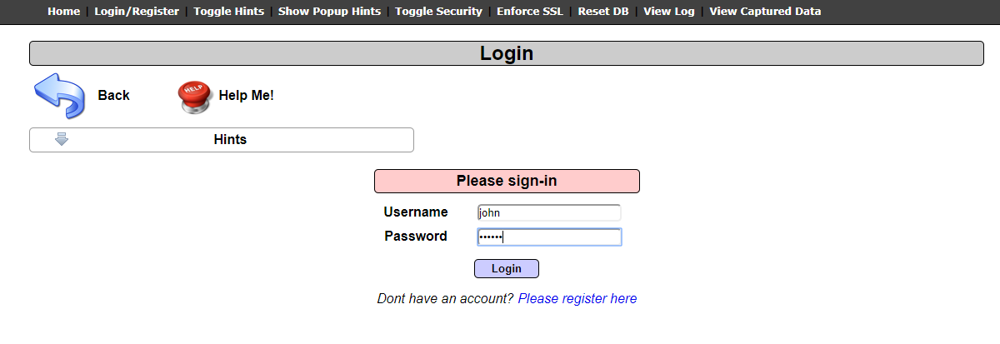 Home | Login/Register | Toggle Hints | Show Popup Hints | Toggle Security | Enforce SSL | Reset DB | View Log | View Captured Data
Login
Back HELP Help Me!
Hints
Please sign-in
Username john
Password ••••••
Login
Dont have an account? Please register here